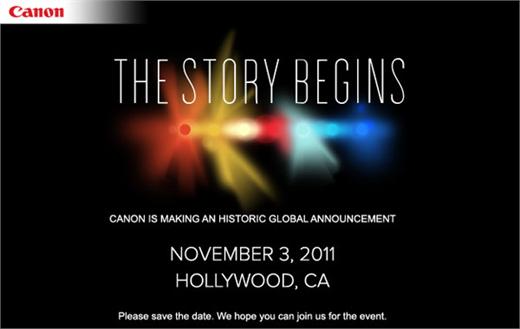 Canon
THE STORY BEGINS
CANON IS MAKING AN HISTORIC GLOBAL ANNOUNCEMENT
NOVEMBER 3, 2011
HOLLYWOOD, CA
Please save the date. We hope you can join us for the event.